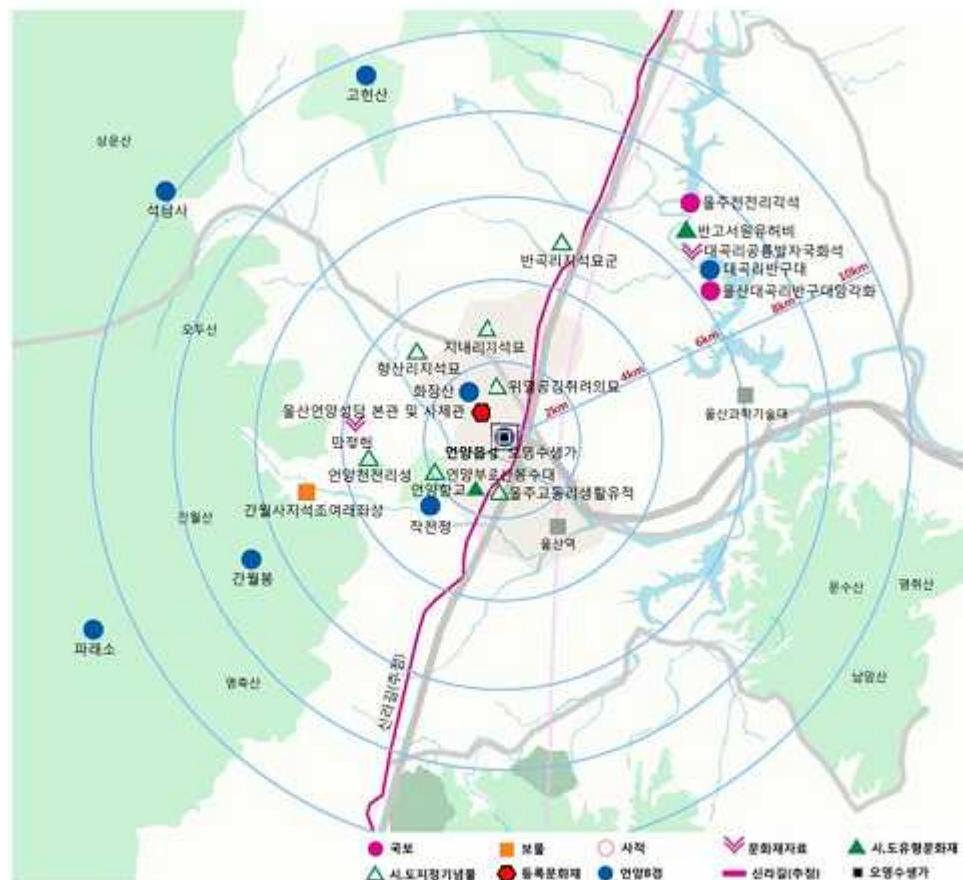 고헌산
상운산
석남사
울주천전리각석
반고서원유허비
대곡리공룡발자국화석
대곡리반구대
울산대곡리반구대암각화
반곡리지석묘군
10km
8km
6km
4km
2km
오두산
지내리지석묘
향산리지석묘
화장산
위열공김취려의묘
울산언양성당 본관 및 사제관
만정헌
울산과학기술대
언양읍성 오영수생가
언양천전리성
언양부로산봉수대
언양향교
울주교동리생활유적
간월사지석조여래좌상
작천정
울산역
간월산
간월봉
문수산
영취산
파래소
영축산
남암산
신라길(추정)
국보
보물
사적
문화재자료
시.도유형문화재
시.도지정기념물
등록문화재
언양8경
신라길(추정)
오영수생가